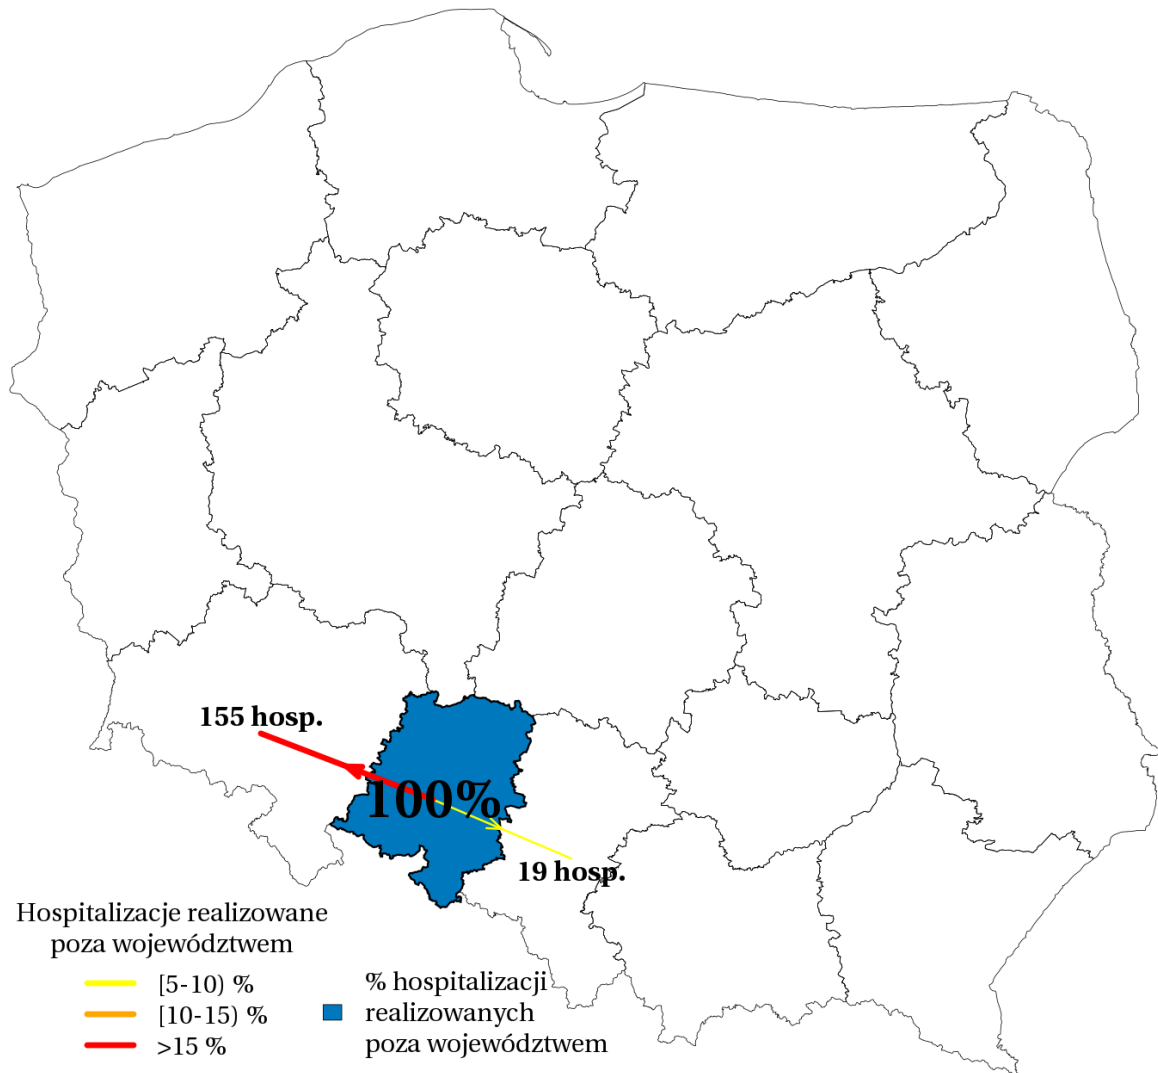 155 hosp.
100%
19 hosp.
Hospitalizacje realizowane
poza województwem
[5-10) %
[10-15) %
>15 %
% hospitalizacji
realizowanych
poza województwem